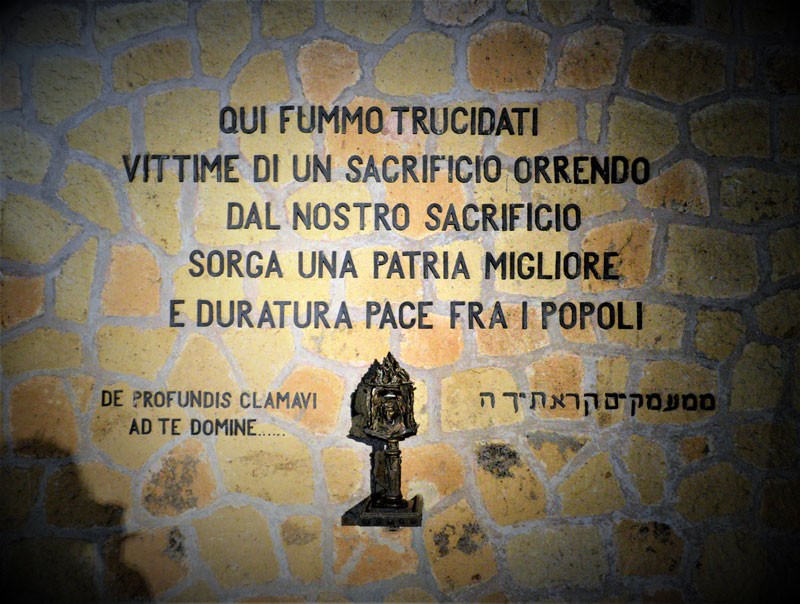 QUI FUMMO TRUCIDATI
VITTIME DI UN SACRIFICIO ORRENDO
DAL NOSTRO SACRIFICIO
SORGA UNA PATRIA MIGLIORE
E DURATURA PACE FRA I POPOLI
DE PROFUNDIS CLAMAVI
AD TE DOMINE......
ממעמקים קראתיך ה